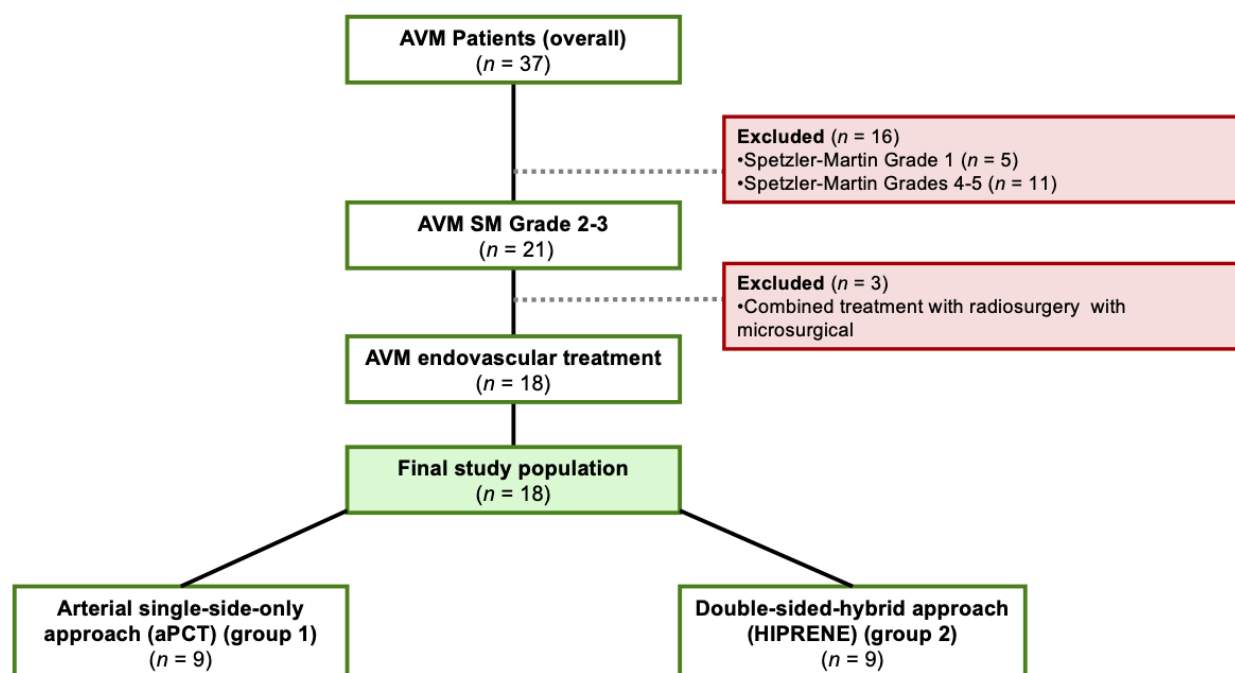 AVM Patients (overall)
(n = 37)
Excluded (n = 16)
•Spetzler-Martin Grade 1 (n = 5)
•Spetzler-Martin Grades 4-5 (n = 11)
AVM SM Grade 2-3
(n = 21)
Excluded (n = 3)
•Combined treatment with radiosurgery  with
microsurgical
AVM endovascular treatment
(n = 18)
Final study population
(n = 18)
Arterial single-side-only
approach (aPCT) (group 1)
(n = 9)
Double-sided-hybrid approach
(HIPRENE) (group 2)
(n = 9)